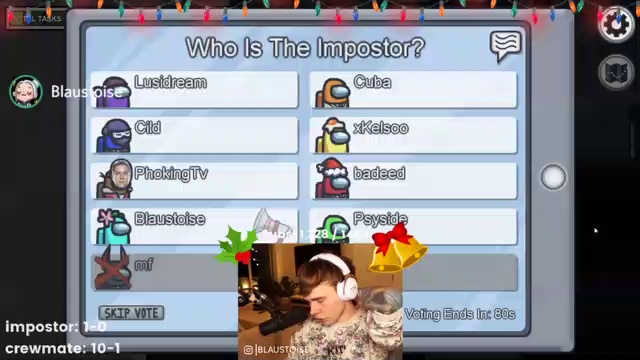 TASKS
Who Is The Impostor?
Lusidream
Cuba
Blaustoise
Cild
xKelsoo
PhokingTv
badeed
Blaustoise
Psyside
mf
SKIP VOTE
Voting Ends In: 80s
impostor: 1-0
crewmate: 10-1
BLAUSTOISE